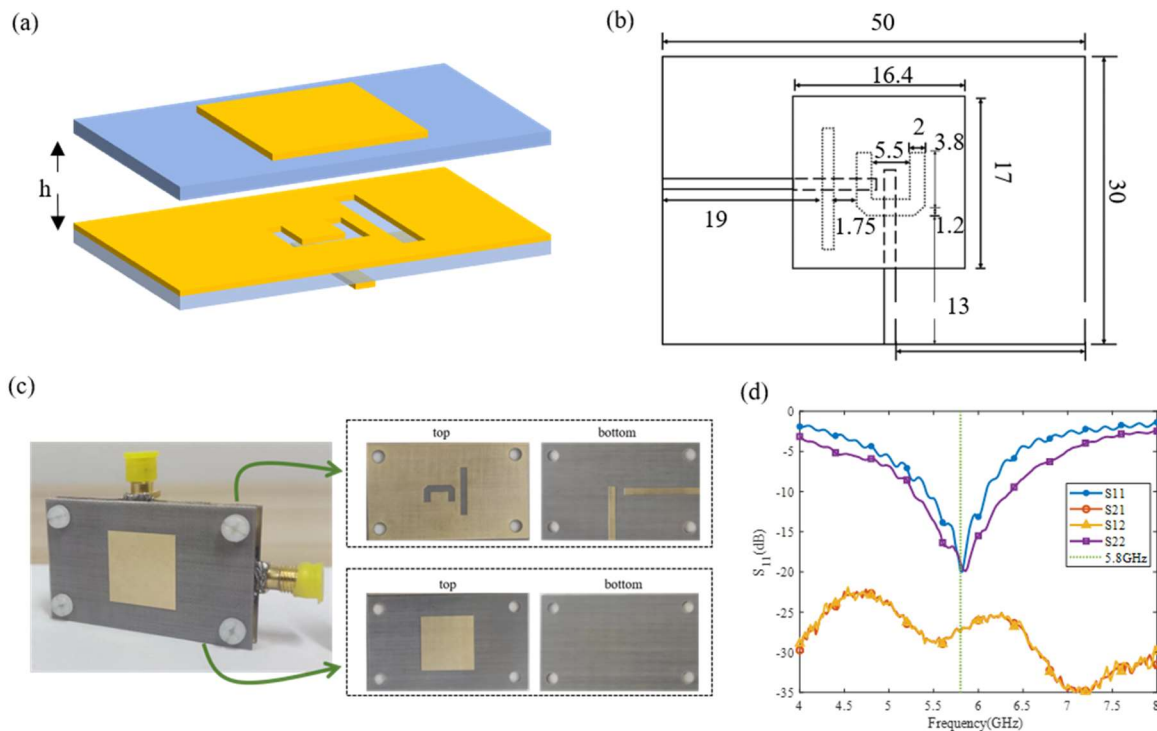 (a)
h
(b)
50
16.4
2
3.8
5.5
17
30
19
1.75
1.2
13
(c)
top
bottom
top
bottom
(d)
0
-5
-10
-15
-20
-25
-30
-35
S11(dB)
S11
S21
S12
S22
5.8GHz
4
4.5
5
5.5
6
6.5
7
7.5
8
Frequency(GHz)